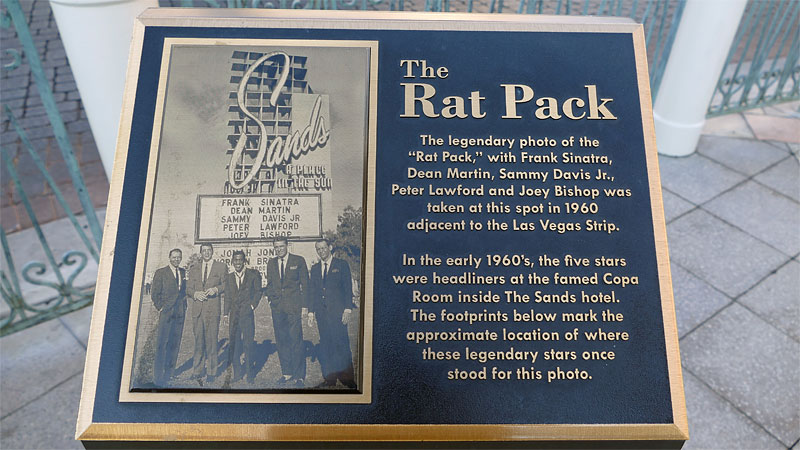 Sands
A PLACE
IN THE SUN
FRANK SINATRA
DEAN MARTIN
SAMMY DAVIS JR
PETER LAWFORD
JOEY BISHOP
The
Rat Pack
The legendary photo of the
“Rat Pack,” with Frank Sinatra,
Dean Martin, Sammy Davis Jr.,
Peter Lawford and Joey Bishop was
taken at this spot in 1960
adjacent to the Las Vegas Strip.
In the early 1960's, the five stars
were headliners at the famed Copa
Room inside The Sands hotel.
The footprints below mark the
approximate location of where
these legendary stars once
stood for this photo.